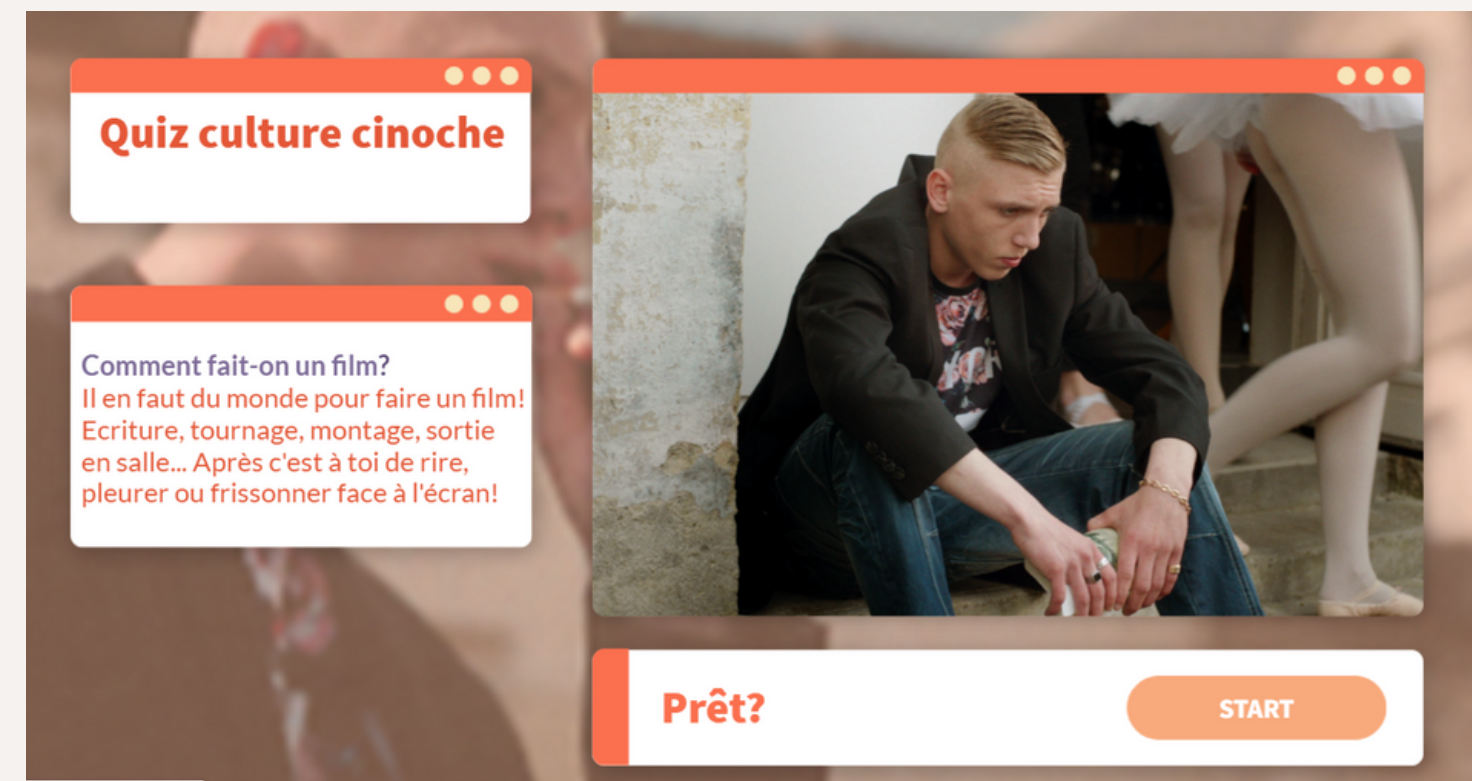 Quiz culture cinoche
Comment fait-on un film?
Il en faut du monde pour faire un film!
Ecriture, tournage, montage, sortie
en salle... Après c'est à toi de rire,
pleurer ou frissonner face à l'écran!
Prêt?
START